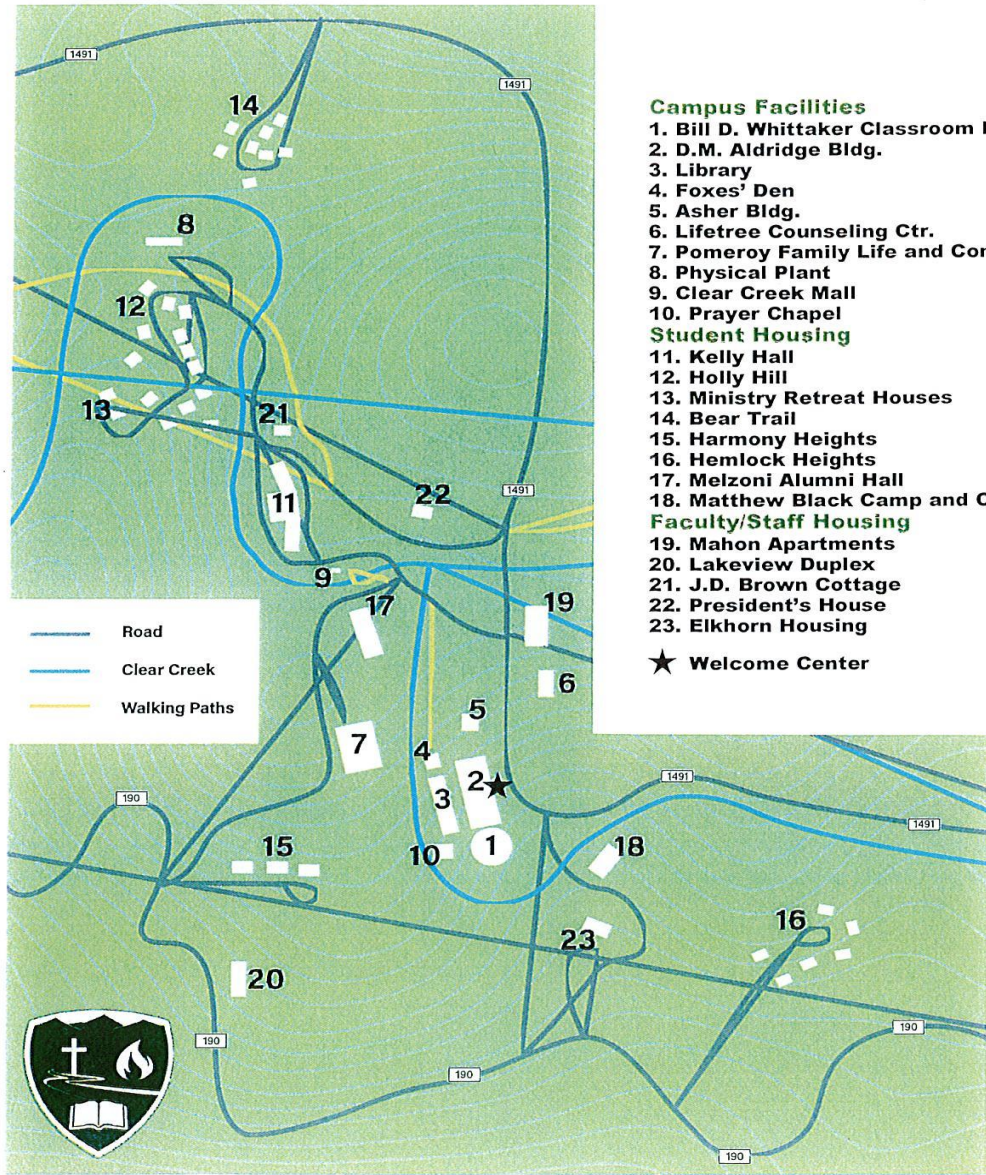 Campus Facilities
1. Bill D. Whittaker Classroom
2. D.M. Aldridge Bldg.
3. Library
4. Foxes' Den
5. Asher Bldg.
6. Lifetree Counseling Ctr.
7. Pomeroy Family Life and
8. Physical Plant
9. Clear Creek Mall
10. Prayer Chapel
Student Housing
11. Kelly Hall
12. Holly Hill
13. Ministry Retreat Houses
14. Bear Trail
15. Harmony Heights
16. Hemlock Heights
17. Melzoni Alumni Hall
18. Matthew Black Camp and
Faculty/Staff Housing
19. Mahon Apartments
20. Lakeview Duplex
21. J.D. Brown Cottage
22. President's House
23. Elkhorn Housing
Welcome Center
1491
1491
14
8
12
13
21
11
22
1491
9
17
19
6
Road
Clear Creek
Walking Paths
5
4
7
2
3
1491
190
1491
15
10
1
18
16
23
20
190
190
190
190